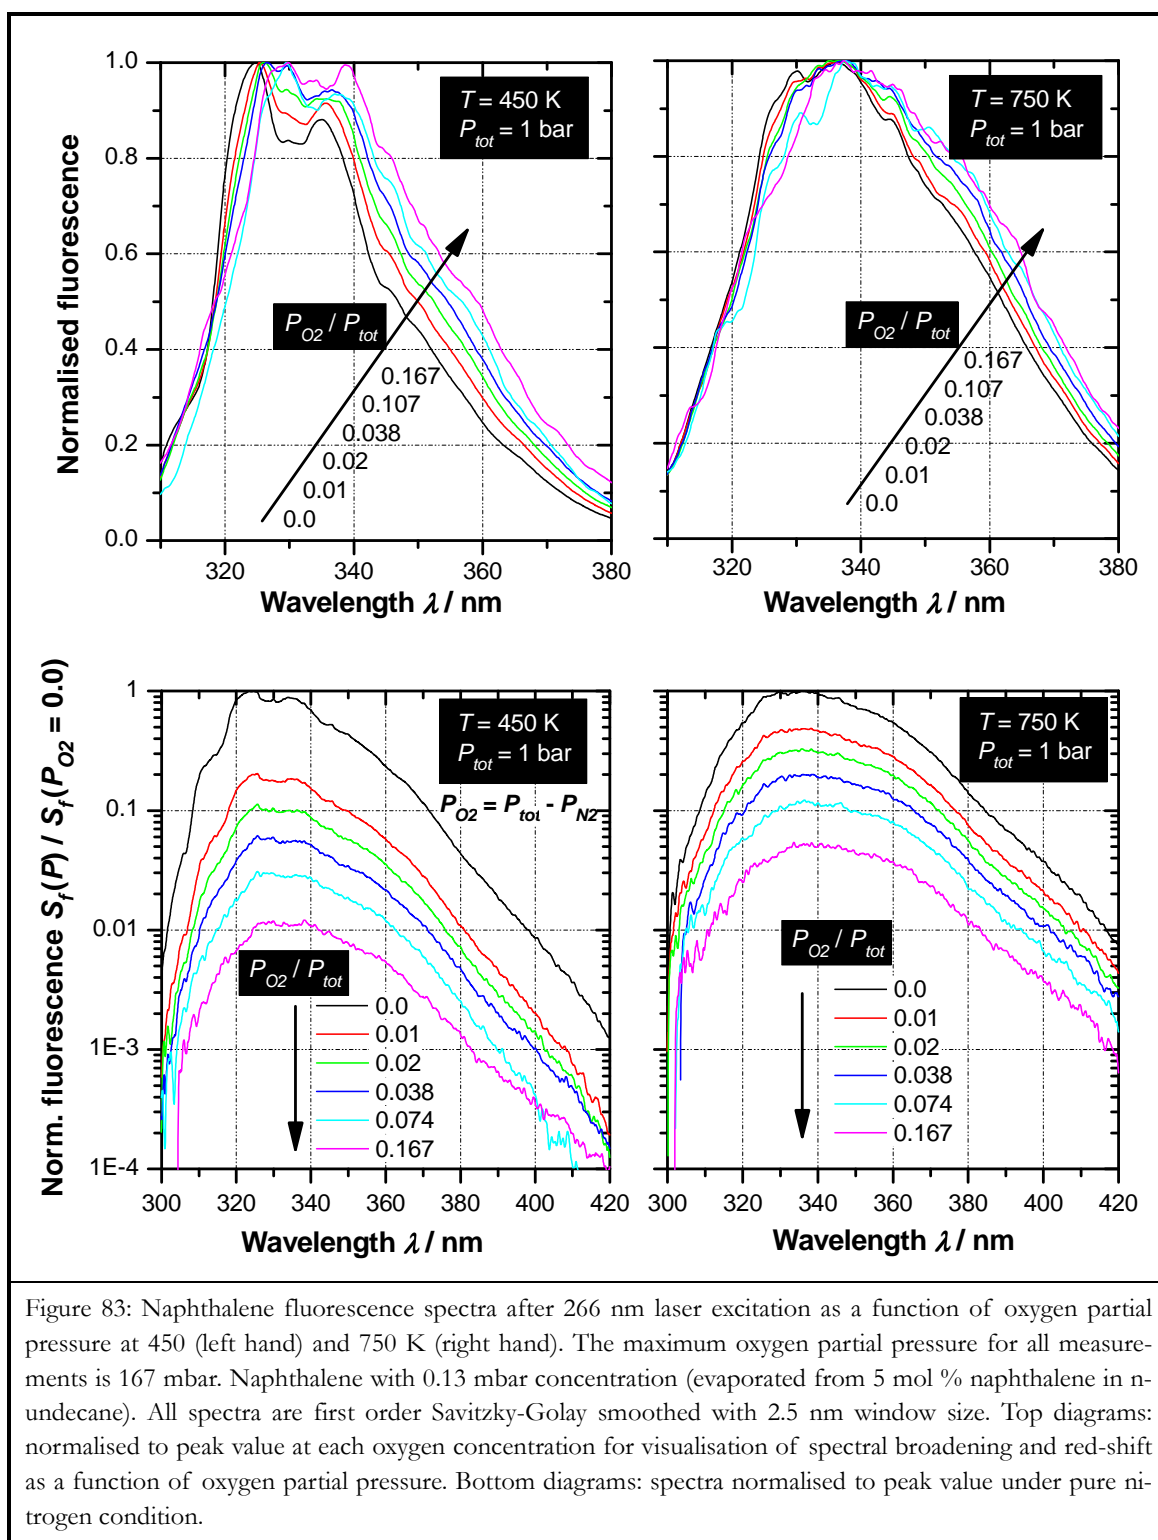 Normalised fluorescence
1.0
0.8
0.6
0.4
0.2
0.0
T = 450 K
P_tot = 1 bar
P_O2 / P_tot
0.167
0.107
0.038
0.02
0.01
0.0
320 340 360 380
Wavelength λ / nm
T = 750 K
P_tot = 1 bar
P_O2 / P_tot
0.167
0.107
0.038
0.02
0.01
0.0
320 340 360 380
Wavelength λ / nm
Norm. fluorescence S_f(P) / S_f(P_O2 = 0.0)
1
0.1
0.01
1E-3
1E-4
T = 450 K
P_tot = 1 bar
P_O2 = P_tot - P_N2
P_O2 / P_tot
0.0
0.01
0.02
0.038
0.074
0.167
300 320 340 360 380 400 420
Wavelength λ / nm
T = 750 K
P_tot = 1 bar
P_O2 / P_tot
0.0
0.01
0.02
0.038
0.074
0.167
300 320 340 360 380 400 420
Wavelength λ / nm
Figure 83: Naphthalene fluorescence spectra after 266 nm laser excitation as a function of oxygen partial
pressure at 450 (left hand) and 750 K (right hand). The maximum oxygen partial pressure for all measure-
ments is 167 mbar. Naphthalene with 0.13 mbar concentration (evaporated from 5 mol % naphthalene in n-
undecane). All spectra are first order Savitzky-Golay smoothed with 2.5 nm window size. Top diagrams:
normalised to peak value at each oxygen concentration for visualisation of spectral broadening and red-shift
as a function of oxygen partial pressure. Bottom diagrams: spectra normalised to peak value under pure ni-
trogen condition.